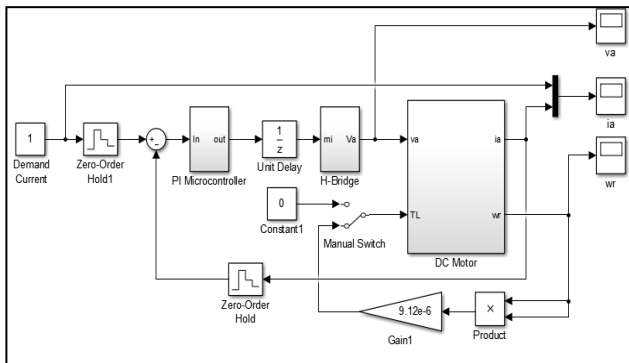 va
ia
wr
1
Demand
Current
Zero-Order
Hold1
+
-
In out
PI Microcontroller
1
z
Unit Delay
mi Va
H-Bridge
va ia
TL wr
DC Motor
0
Constant1
Manual Switch
Zero-Order
Hold
9.12e-6
Gain1
×
Product